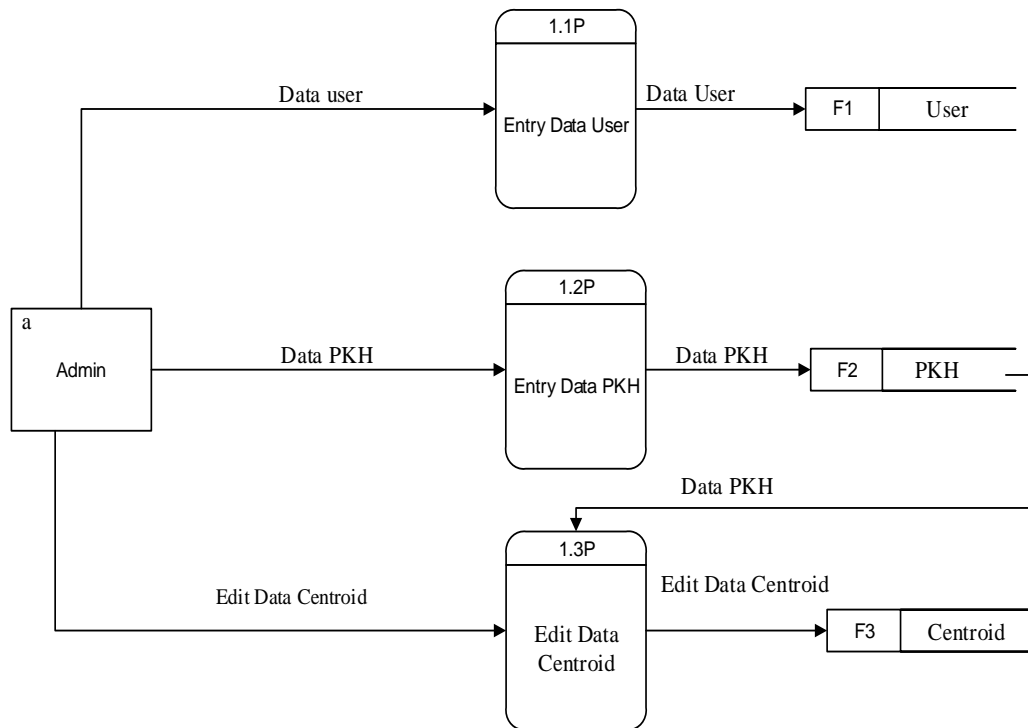 1.1P
Data user
Entry Data User
Data User
F1
User
a
Admin
Data PKH
1.2P
Entry Data PKH
Data PKH
F2
PKH
Data PKH
1.3P
Edit Data Centroid
Edit Data
Centroid
Edit Data Centroid
F3
Centroid